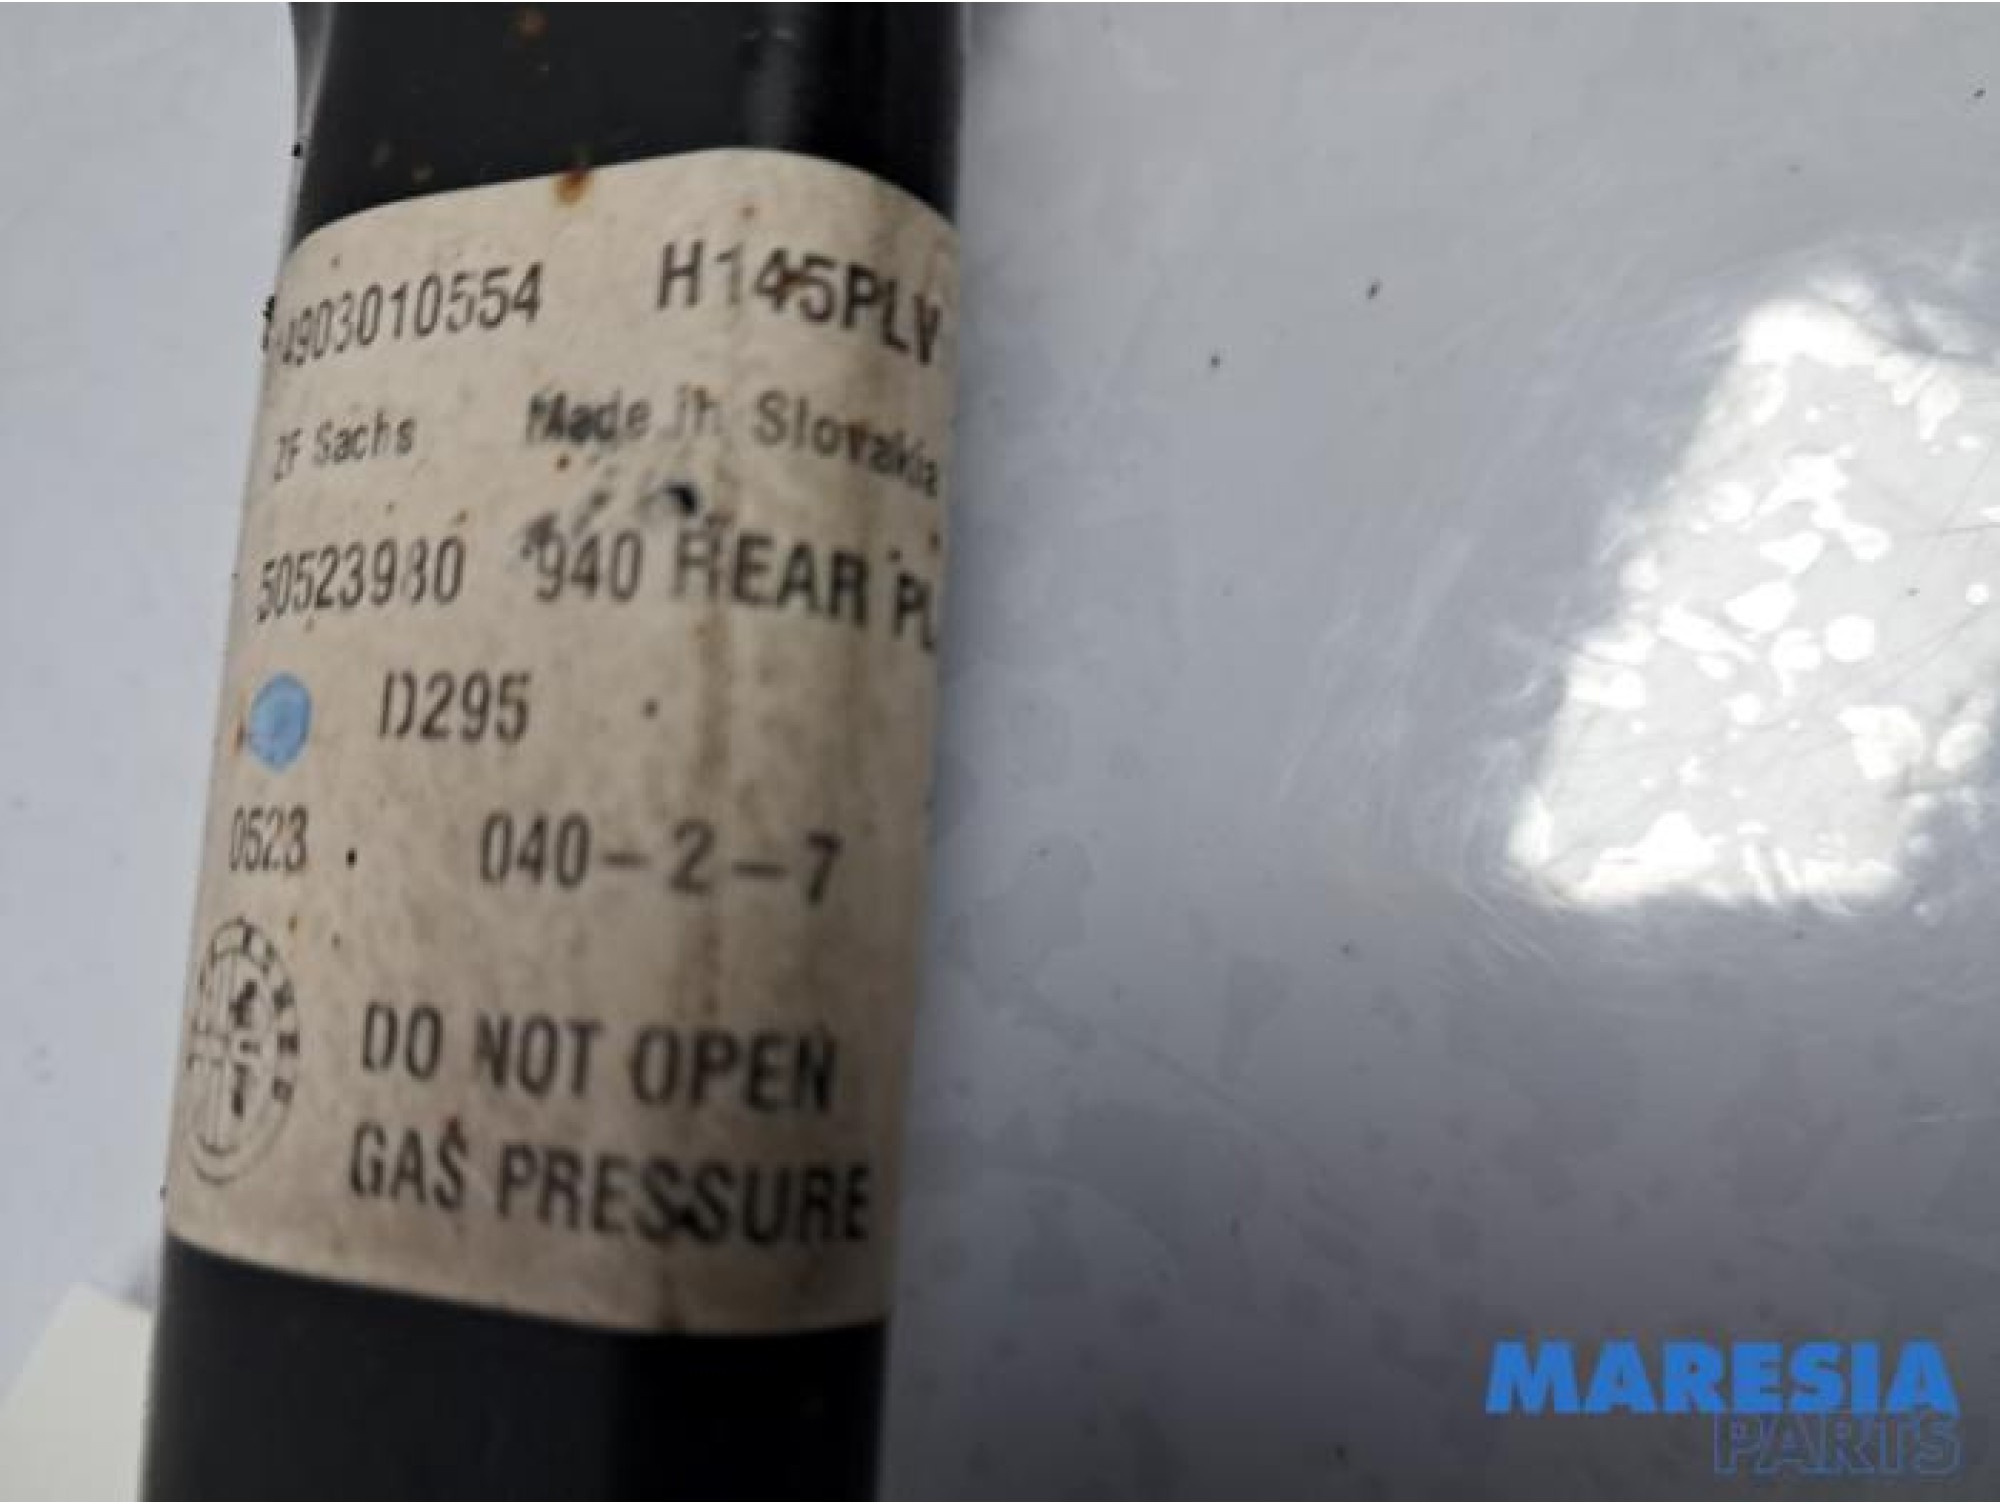 4903010554 H145PLV
ZF Sachs Made in Slovakia
50523980 940 REAR PL
D295
0523 040-2-7
DO NOT OPEN
GAS PRESSURE
MARESIA
PARTS